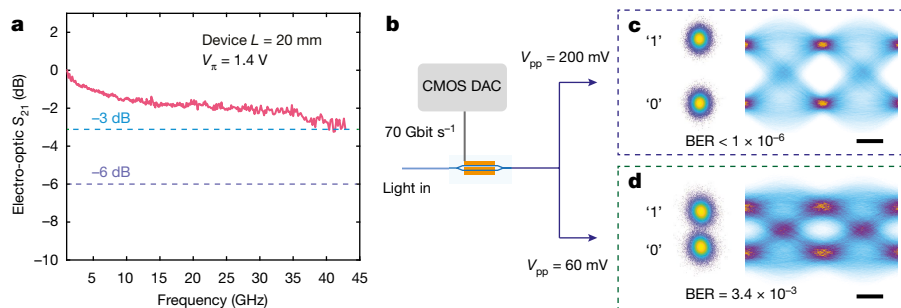 a
2
0
−2
−4
−6
−8
−10
Electro-optic S21 (dB)
Device L = 20 mm
Vπ = 1.4 V
−3 dB
−6 dB
5 10 15 20 25 30 35 40 45
Frequency (GHz)
b
CMOS DAC
70 Gbit s−1
Light in
Vpp = 200 mV
Vpp = 60 mV
c
‘1’
‘0’
BER < 1 × 10−6
d
‘1’
‘0’
BER = 3.4 × 10−3